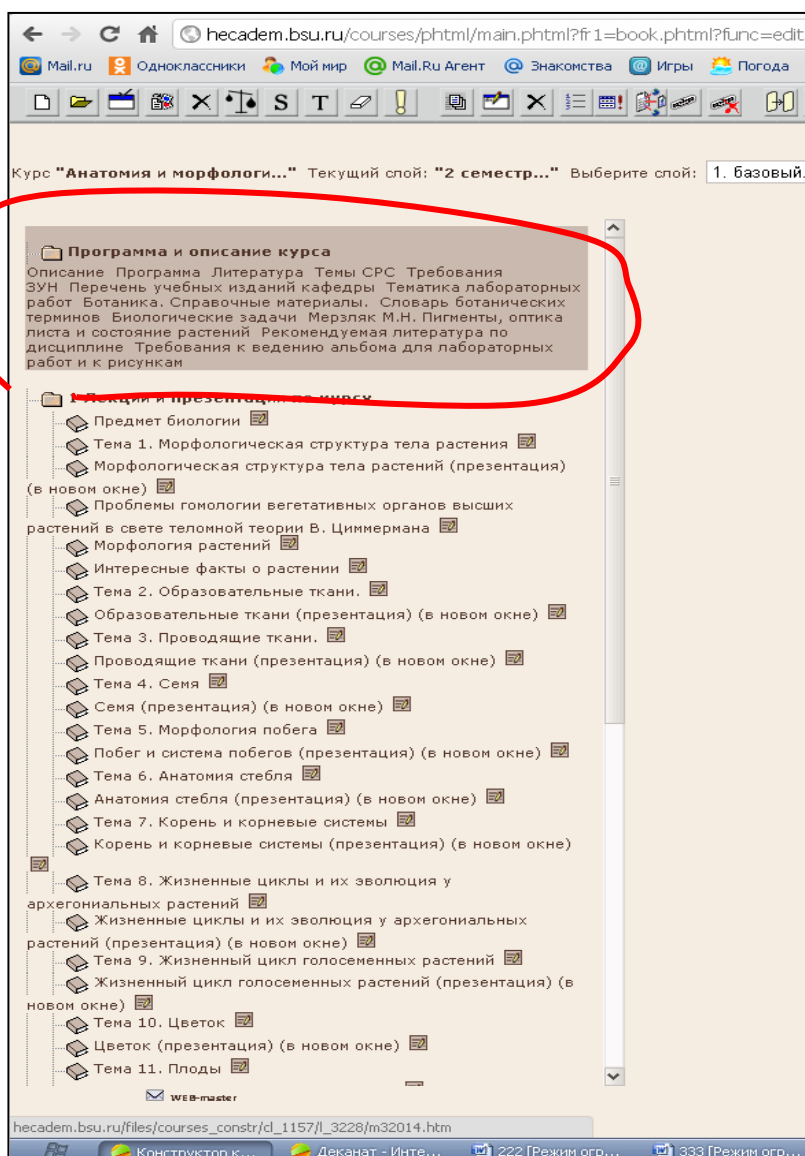 hecadem.bsu.ru/courses/phtml/main.phtml?fr1=book.phtml?func=edit
Mail.ru Одноклассники Мой мир Mail.Ru Агент Знакомства Игры Погода
S T
Курс "Анатомия и морфологи..." Текущий слой: "2 семестр..." Выберите слой: 1. базовый.
Программа и описание курса
Описание Программа Литература Темы СРС Требования
ЗУН Перечень учебных изданий кафедры Тематика лабораторных
работ Ботаника. Справочные материалы. Словарь ботанических
терминов Биологические задачи Мерзляк М.Н. Пигменты, оптика
листа и состояние растений Рекомендуемая литература по
дисциплине Требования к ведению альбома для лабораторных
работ и к рисункам
1 Лекции и презентации по курсу
Предмет биологии
Тема 1. Морфологическая структура тела растения
Морфологическая структура тела растений (презентация)
(в новом окне)
Проблемы гомологии вегетативных органов высших
растений в свете теломной теории В. Циммермана
Морфология растений
Интересные факты о растении
Тема 2. Образовательные ткани.
Образовательные ткани (презентация) (в новом окне)
Тема 3. Проводящие ткани.
Проводящие ткани (презентация) (в новом окне)
Тема 4. Семя
Семя (презентация) (в новом окне)
Тема 5. Морфология побега
Побег и система побегов (презентация) (в новом окне)
Тема 6. Анатомия стебля
Анатомия стебля (презентация) (в новом окне)
Тема 7. Корень и корневые системы
Корень и корневые системы (презентация) (в новом окне)
Тема 8. Жизненные циклы и их эволюция у
архегониальных растений
Жизненные циклы и их эволюция у архегониальных
растений (презентация) (в новом окне)
Тема 9. Жизненный цикл голосеменных растений
Жизненный цикл голосеменных растений (презентация) (в
новом окне)
Тема 10. Цветок
Цветок (презентация) (в новом окне)
Тема 11. Плоды
WEB-master
hecadem.bsu.ru/files/courses_constr/cl_1157/l_3228/m32014.htm
Конструктор к... Деканат - Инте... 222 [Режим огр... 333 [Режим огр...